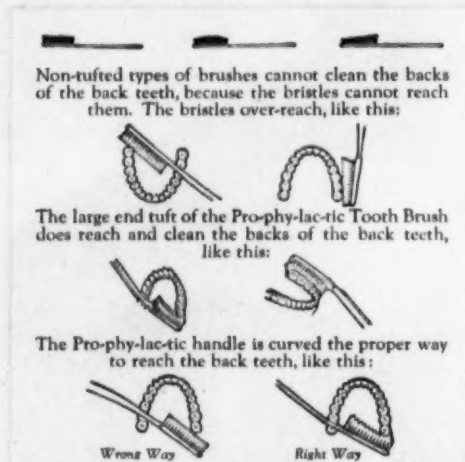 Non-tufted types of brushes cannot clean the backs
of the back teeth, because the bristles cannot reach
them. The bristles over-reach, like this:
The large end tuft of the Pro-phy-lac-tic Tooth Brush
does reach and clean the backs of the back teeth,
like this:
The Pro-phy-lac-tic handle is curved the proper way
to reach the back teeth, like this:
Wrong Way
Right Way